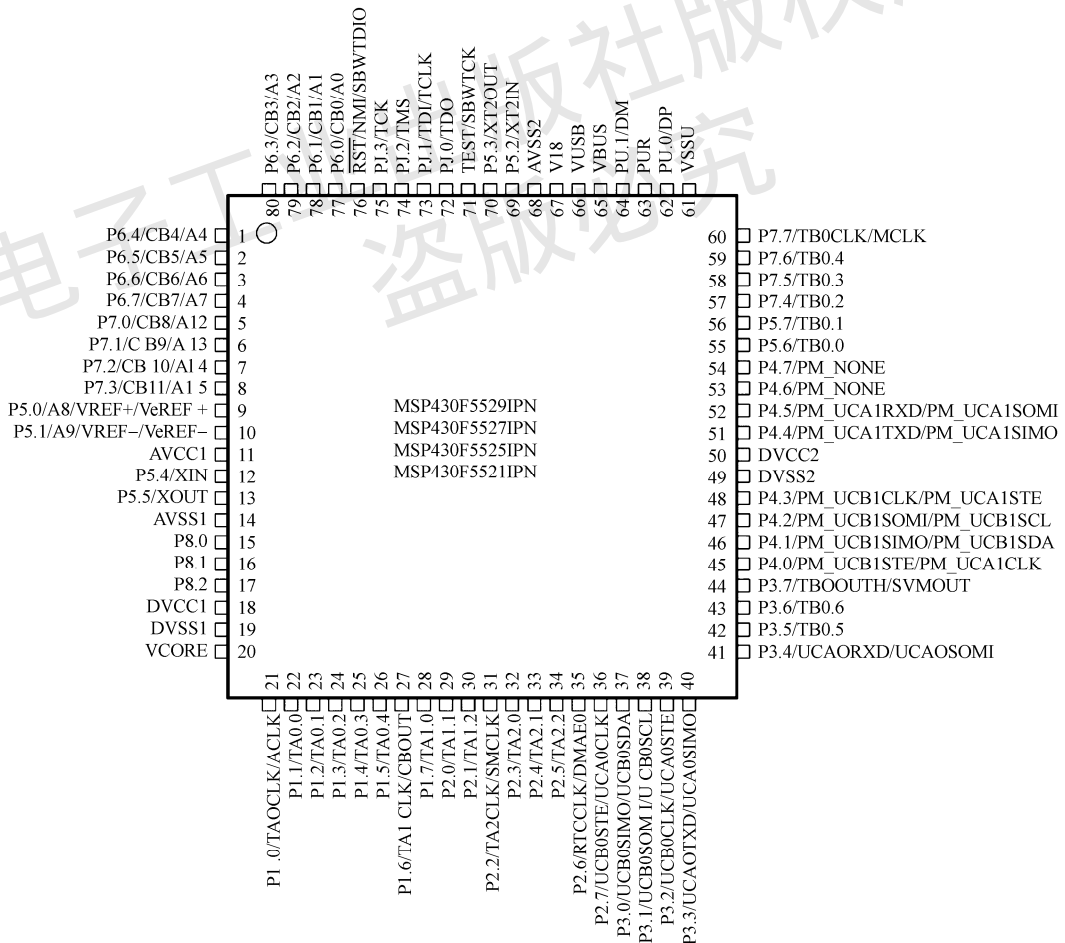 电子工业出版社版权
盗版必究
P6.3/CB3/A3
P6.2/CB2/A2
P6.1/CB1/A1
P6.0/CB0/A0
RST/NMI/SBWTDIO
PJ.3/TCK
PJ.2/TMS
PJ.1/TDI/TCLK
PJ.0/TDO
TEST/SBWTCK
P5.3/XT2OUT
P5.2/XT2IN
AVSS2
V18
VUSB
VBUS
PU.1/DM
PUR
PU.0/DP
VSSU
80 79 78 77 76 75 74 73 72 71 70 69 68 67 66 65 64 63 62 61
P6.4/CB4/A4 1
P6.5/CB5/A5 2
P6.6/CB6/A6 3
P6.7/CB7/A7 4
P7.0/CB8/A12 5
P7.1/C B9/A 13 6
P7.2/CB 10/AI 4 7
P7.3/CB11/A1 5 8
P5.0/A8/VREF+/VeREF + 9
P5.1/A9/VREF−/VeREF− 10
AVCC1 11
P5.4/XIN 12
P5.5/XOUT 13
AVSS1 14
P8.0 15
P8.1 16
P8.2 17
DVCC1 18
DVSS1 19
VCORE 20
MSP430F5529IPN
MSP430F5527IPN
MSP430F5525IPN
MSP430F5521IPN
60 P7.7/TB0CLK/MCLK
59 P7.6/TB0.4
58 P7.5/TB0.3
57 P7.4/TB0.2
56 P5.7/TB0.1
55 P5.6/TB0.0
54 P4.7/PM_NONE
53 P4.6/PM_NONE
52 P4.5/PM_UCA1RXD/PM_UCA1SOMI
51 P4.4/PM_UCA1TXD/PM_UCA1SIMO
50 DVCC2
49 DVSS2
48 P4.3/PM_UCB1CLK/PM_UCA1STE
47 P4.2/PM_UCB1SOMI/PM_UCB1SCL
46 P4.1/PM_UCB1SIMO/PM_UCB1SDA
45 P4.0/PM_UCB1STE/PM_UCA1CLK
44 P3.7/TBOOUTH/SVMOUT
43 P3.6/TB0.6
42 P3.5/TB0.5
41 P3.4/UCAORXD/UCAOSOMI
21 22 23 24 25 26 27 28 29 30 31 32 33 34 35 36 37 38 39 40
P1 .0/TAOCLK/ACLK
P1.1/TA0.0
P1.2/TA0.1
P1.3/TA0.2
P1.4/TA0.3
P1.5/TA0.4
P1.6/TA1 CLK/CBOUT
P1.7/TA1.0
P2.0/TA1.1
P2.1/TA1.2
P2.2/TA2CLK/SMCLK
P2.3/TA2.0
P2.4/TA2.1
P2.5/TA2.2
P2.6/RTCCLK/DMAE0
P2.7/UCB0STE/UCA0CLK
P3.0/UCB0SIMO/UCB0SDA
P3.1/UCB0SOM I/U CB0SCL
P3.2/UCB0CLK/UCA0STE
P3.3/UCAOTXD/UCA0SIMO